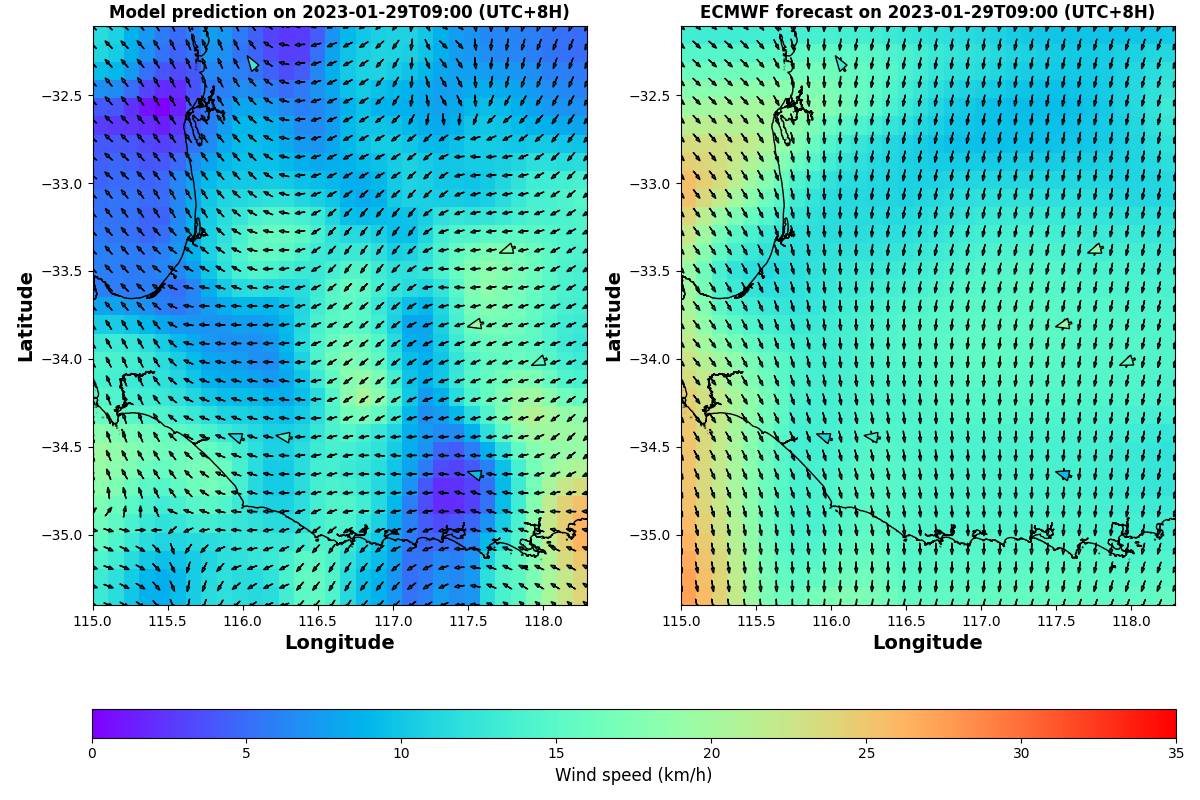 Model prediction on 2023-01-29T09:00 (UTC+8H)
ECMWF forecast on 2023-01-29T09:00 (UTC+8H)
Latitude
−32.5
−33.0
−33.5
−34.0
−34.5
−35.0
Latitude
−32.5
−33.0
−33.5
−34.0
−34.5
−35.0
115.0 115.5 116.0 116.5 117.0 117.5 118.0
115.0 115.5 116.0 116.5 117.0 117.5 118.0
Longitude
Longitude
0 5 10 15 20 25 30 35
Wind speed (km/h)